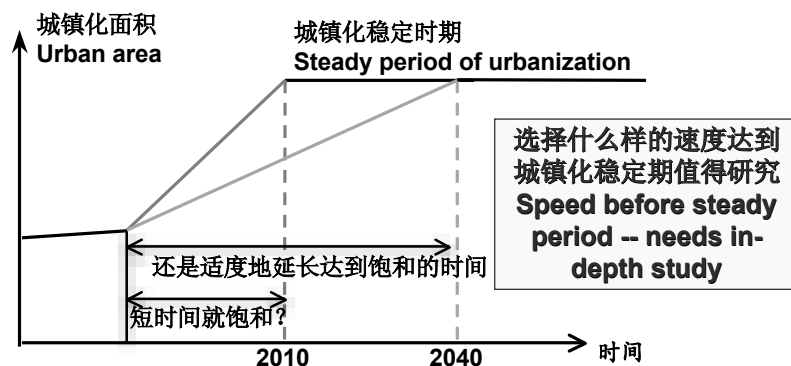 城镇化面积
Urban area
城镇化稳定时期
Steady period of urbanization
选择什么样的速度达到
城镇化稳定期值得研究
Speed before steady
period -- needs in-
depth study
还是适度地延长达到饱和的时间
短时间就饱和?
2010
2040
时间